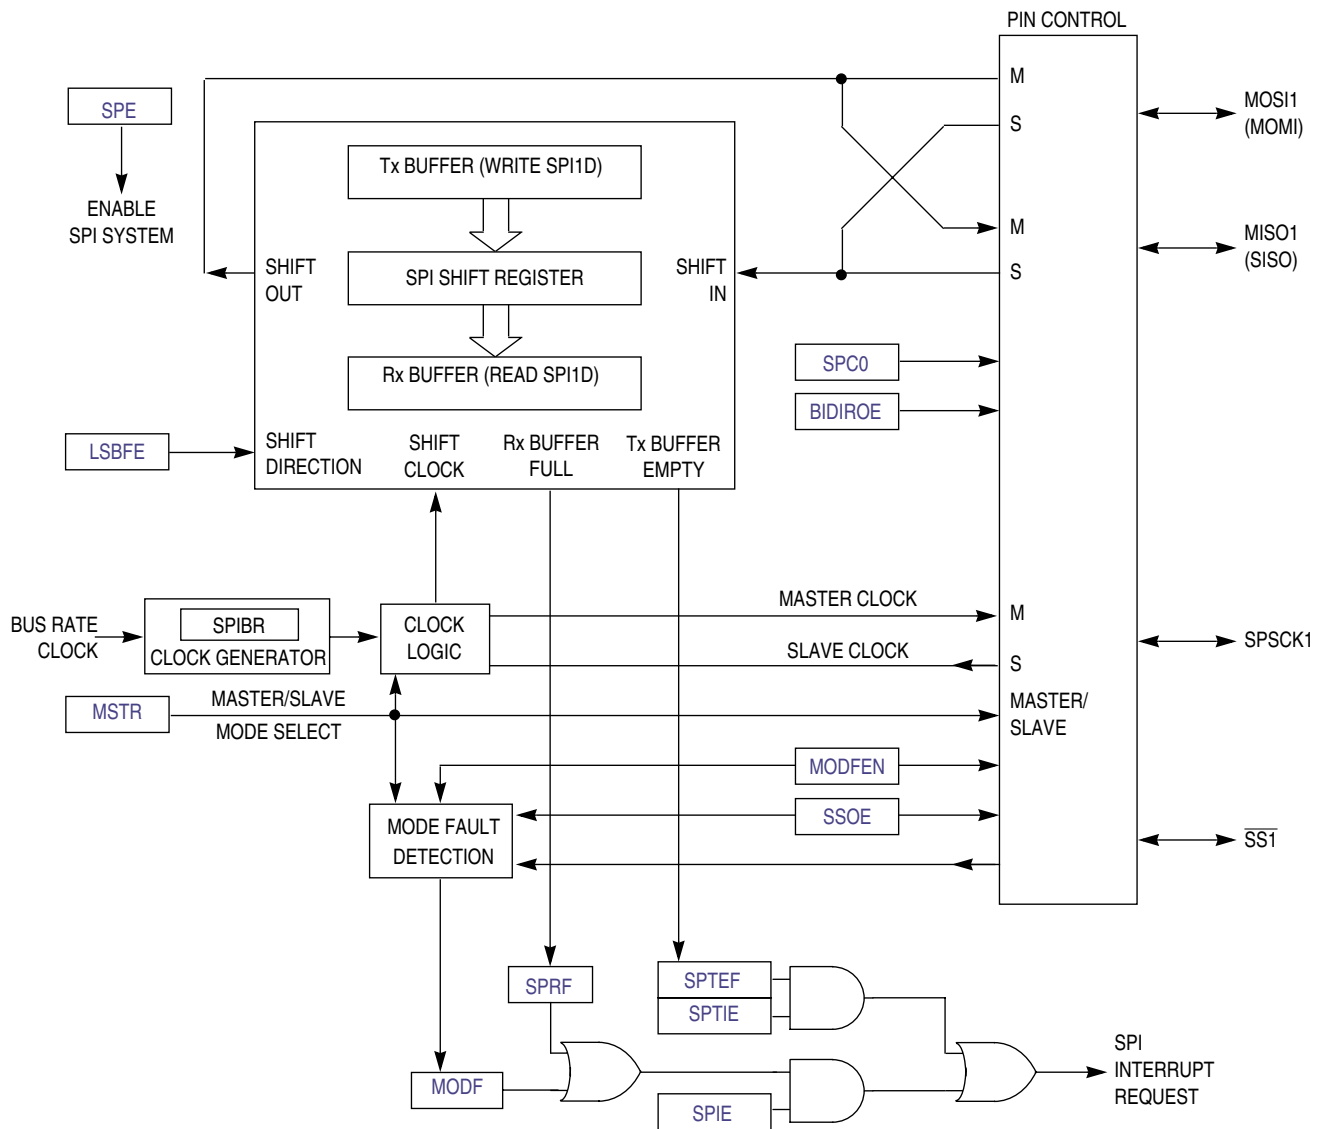 PIN CONTROL
M
S
M
S
MOSI1
(MOMI)
MISO1
(SISO)
SPE
ENABLE
SPI SYSTEM
Tx BUFFER (WRITE SPI1D)
SPI SHIFT REGISTER
Rx BUFFER (READ SPI1D)
SHIFT
OUT
SHIFT
IN
SPC0
BIDIROE
LSBFE
SHIFT
DIRECTION
SHIFT
CLOCK
Rx BUFFER
FULL
Tx BUFFER
EMPTY
BUS RATE
CLOCK
SPIBR
CLOCK GENERATOR
CLOCK
LOGIC
MASTER CLOCK
M
SLAVE CLOCK
S
SPSCK1
MSTR
MASTER/SLAVE
MODE SELECT
MASTER/
SLAVE
MODFEN
SSOE
MODE FAULT
DETECTION
SS1
SPRF
SPTEF
SPTIE
MODF
SPIE
SPI
INTERRUPT
REQUEST